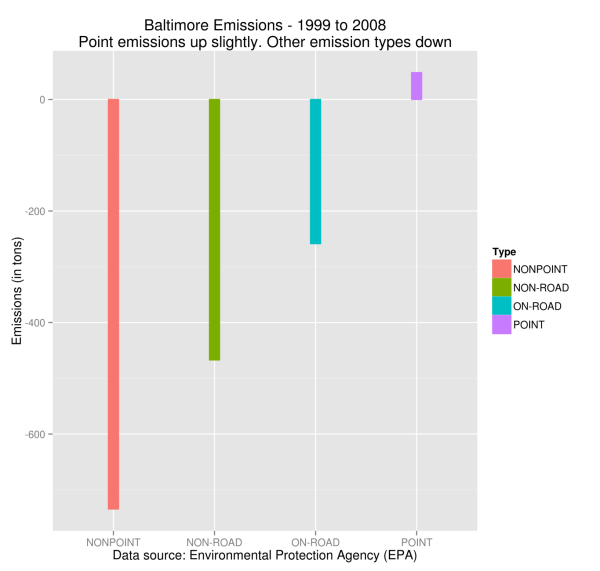 Baltimore Emissions - 1999 to 2008
Point emissions up slightly. Other emission types down
Emissions (in tons)
0
-200
-400
-600
NONPOINT
NON-ROAD
ON-ROAD
POINT
Data source: Environmental Protection Agency (EPA)
Type
NONPOINT
NON-ROAD
ON-ROAD
POINT